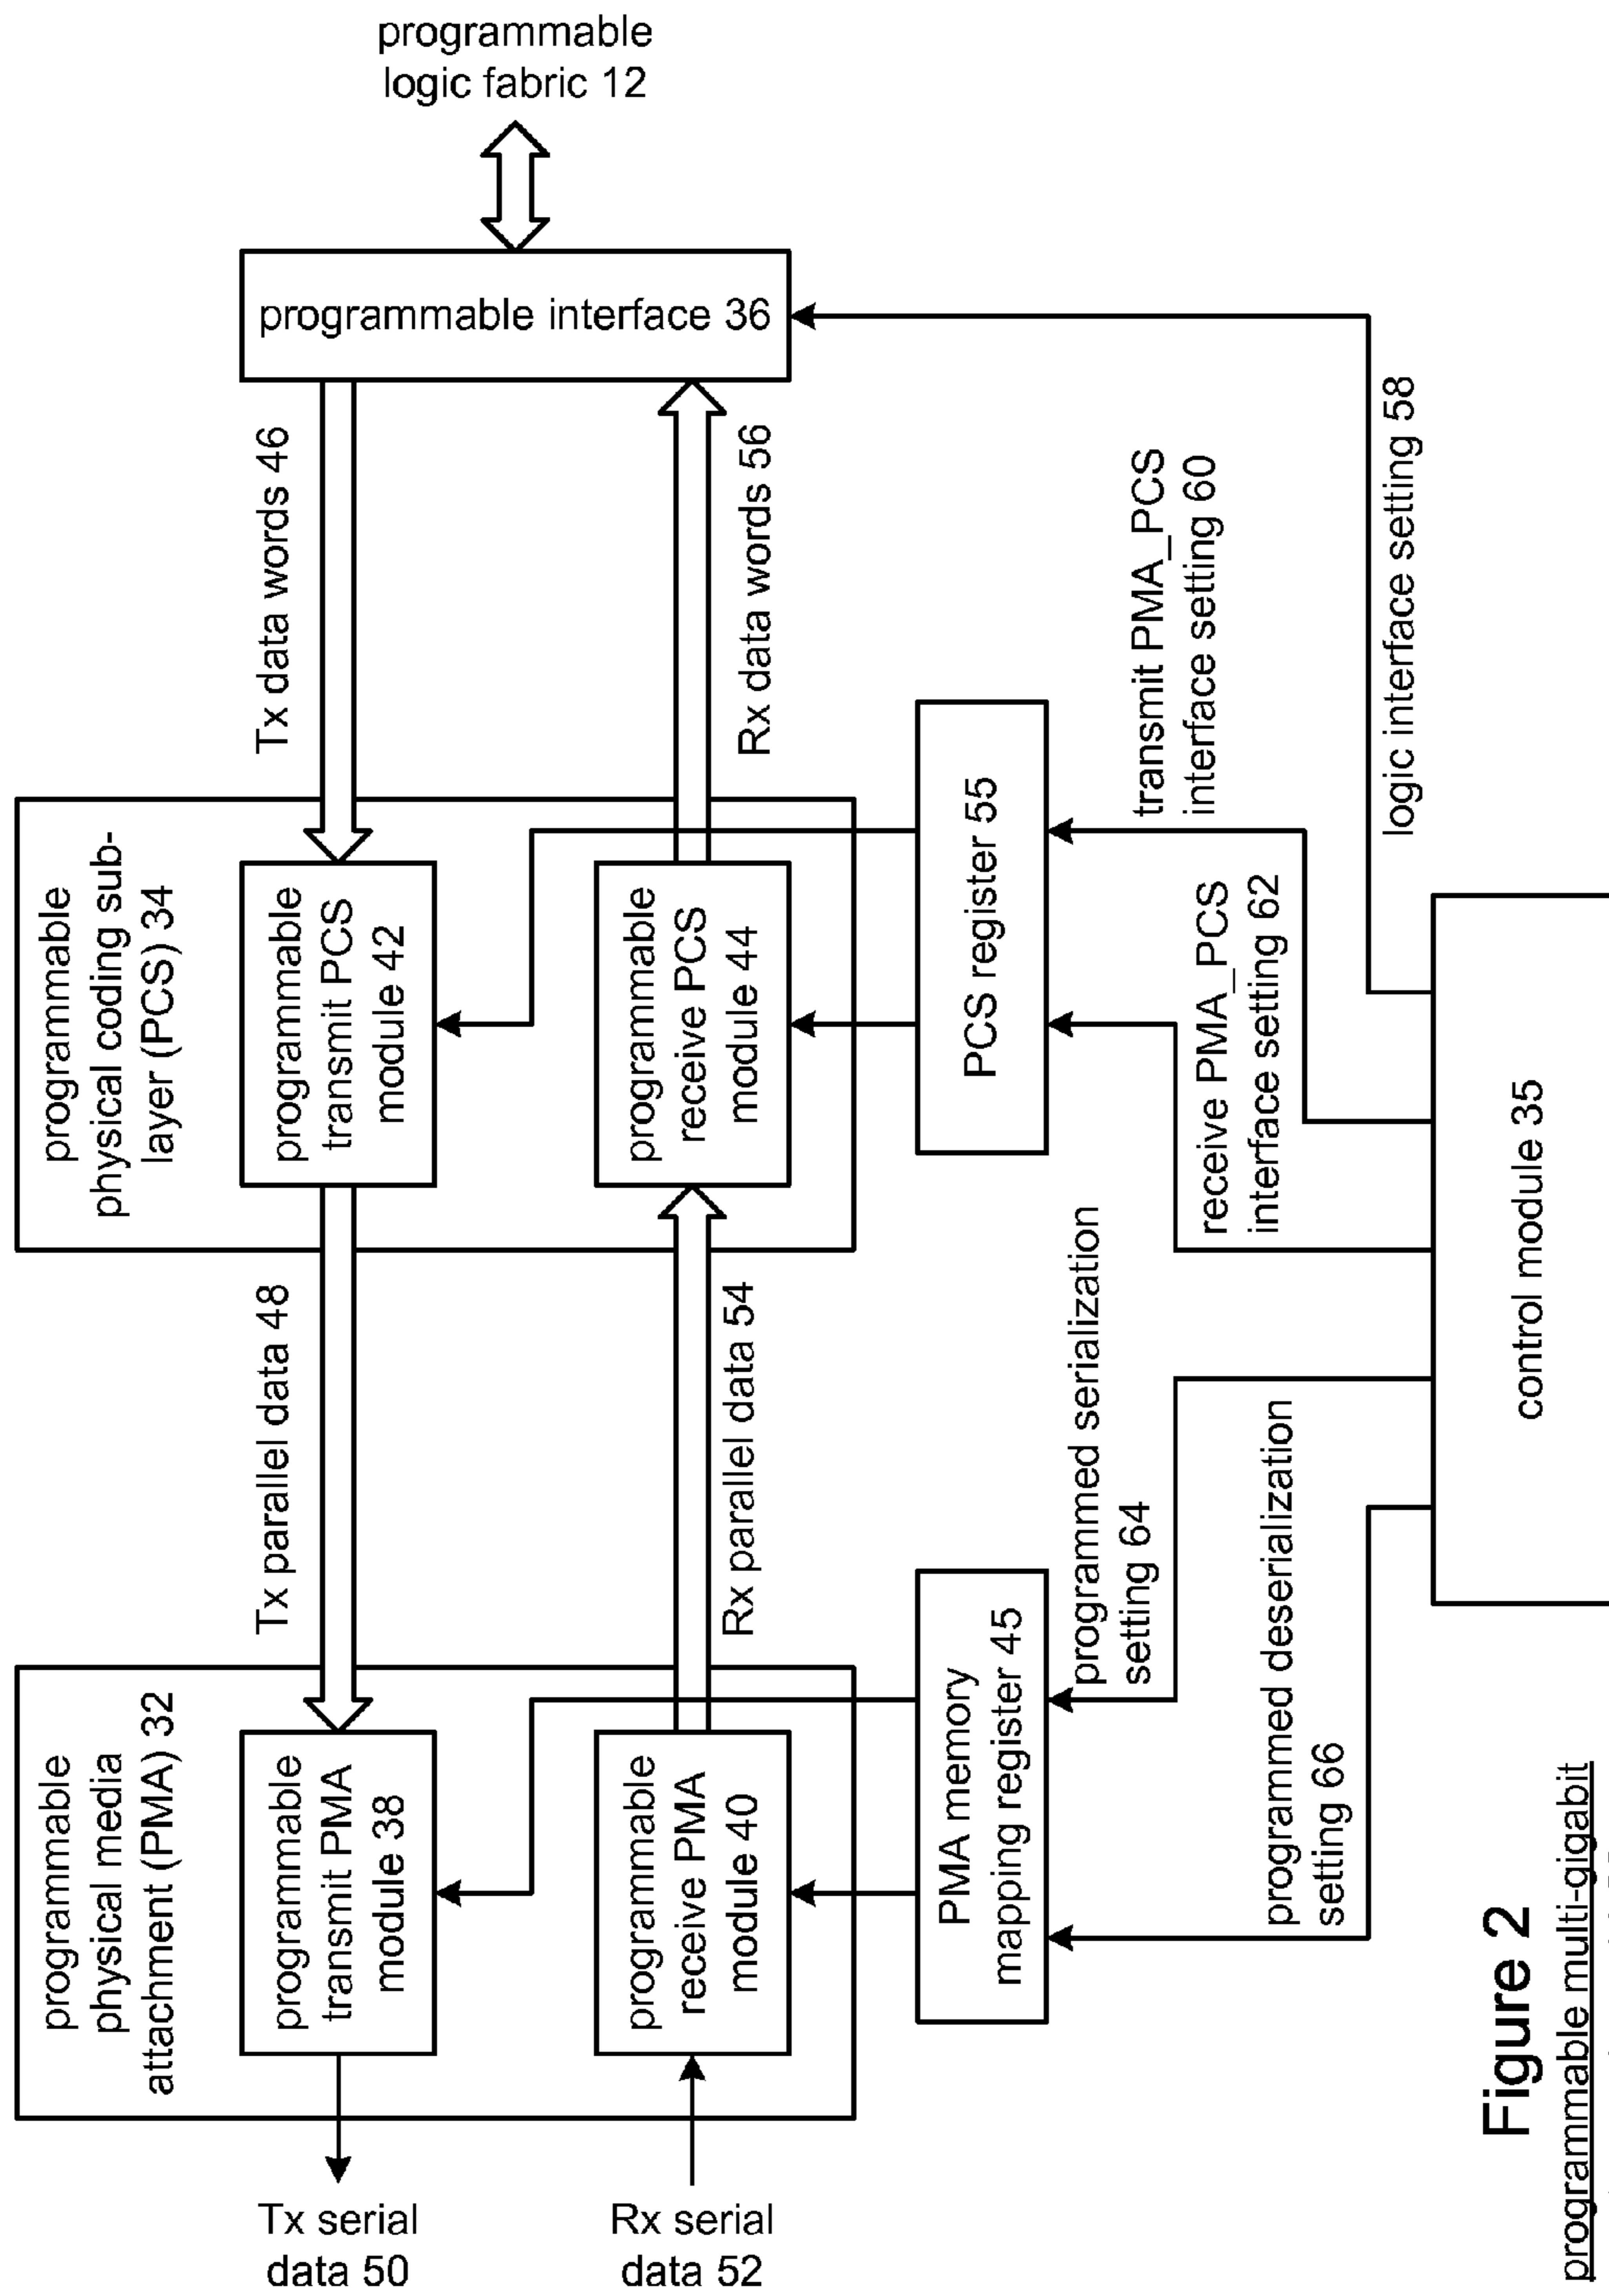 programmable
logic fabric 12
programmable interface 36
Tx data words 46
Rx data words 56
programmable
physical coding sub-
layer (PCS) 34
programmable
transmit PCS
module 42
programmable
receive PCS
module 44
PCS register 55
transmit PMA_PCS
interface setting 60
receive PMA_PCS
interface setting 62
logic interface setting 58
Tx parallel data 48
Rx parallel data 54
programmable
physical media
attachment (PMA) 32
programmable
transmit PMA
module 38
programmable
receive PMA
module 40
PMA memory
mapping register 45
programmed serialization
setting 64
programmed deserialization
setting 66
control module 35
Tx serial
data 50
Rx serial
data 52
Figure 2
programmable multi-gigabit